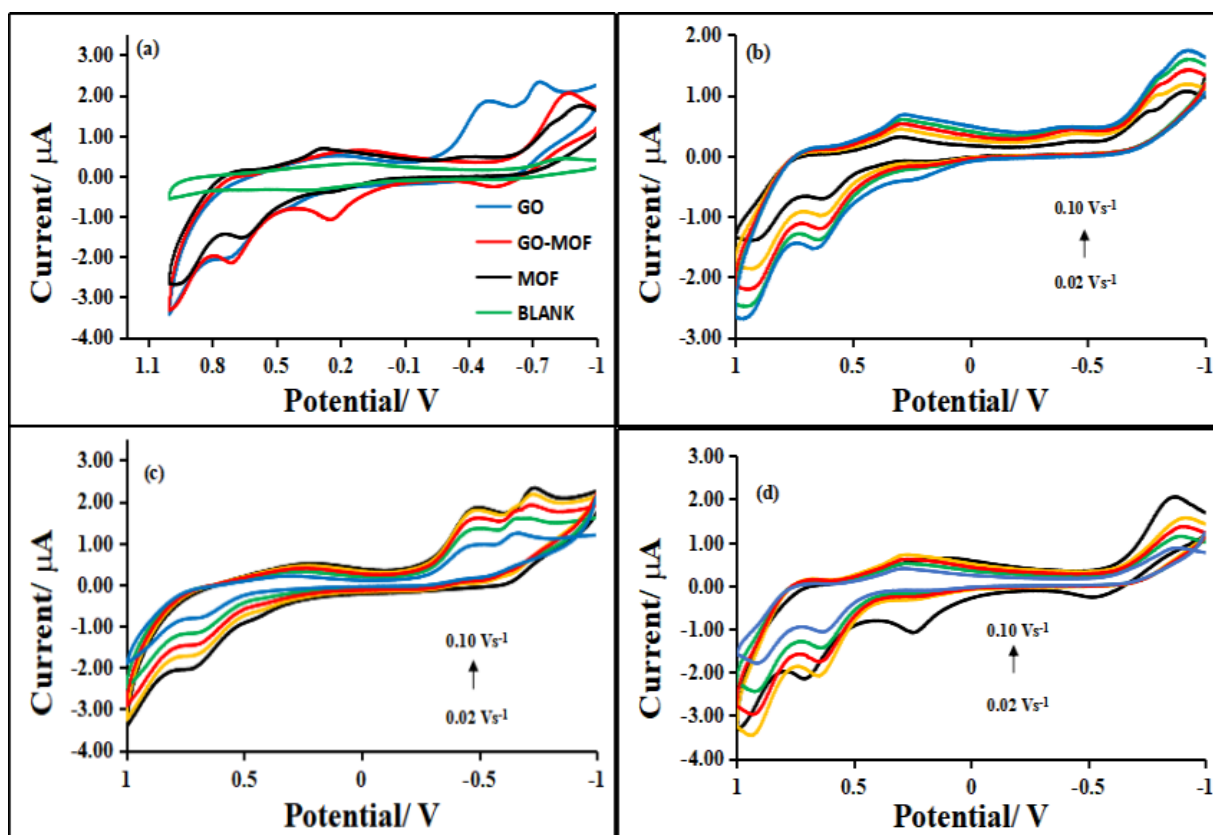 (a)
3.00
2.00
1.00
0.00
-1.00
-2.00
-3.00
-4.00
Current/ μA
GO
GO-MOF
MOF
BLANK
1.1 0.8 0.5 0.2 -0.1 -0.4 -0.7 -1
Potential/ V
(b)
2.00
1.00
0.00
-1.00
-2.00
-3.00
Current/ μA
0.10 Vs-1
0.02 Vs-1
1 0.5 0 -0.5 -1
Potential/ V
(c)
3.00
2.00
1.00
0.00
-1.00
-2.00
-3.00
-4.00
Current/ μA
0.10 Vs-1
0.02 Vs-1
1 0.5 0 -0.5 -1
Potential/ V
(d)
3.00
2.00
1.00
0.00
-1.00
-2.00
-3.00
-4.00
Current/ μA
0.10 Vs-1
0.02 Vs-1
1 0.5 0 -0.5 -1
Potential/ V